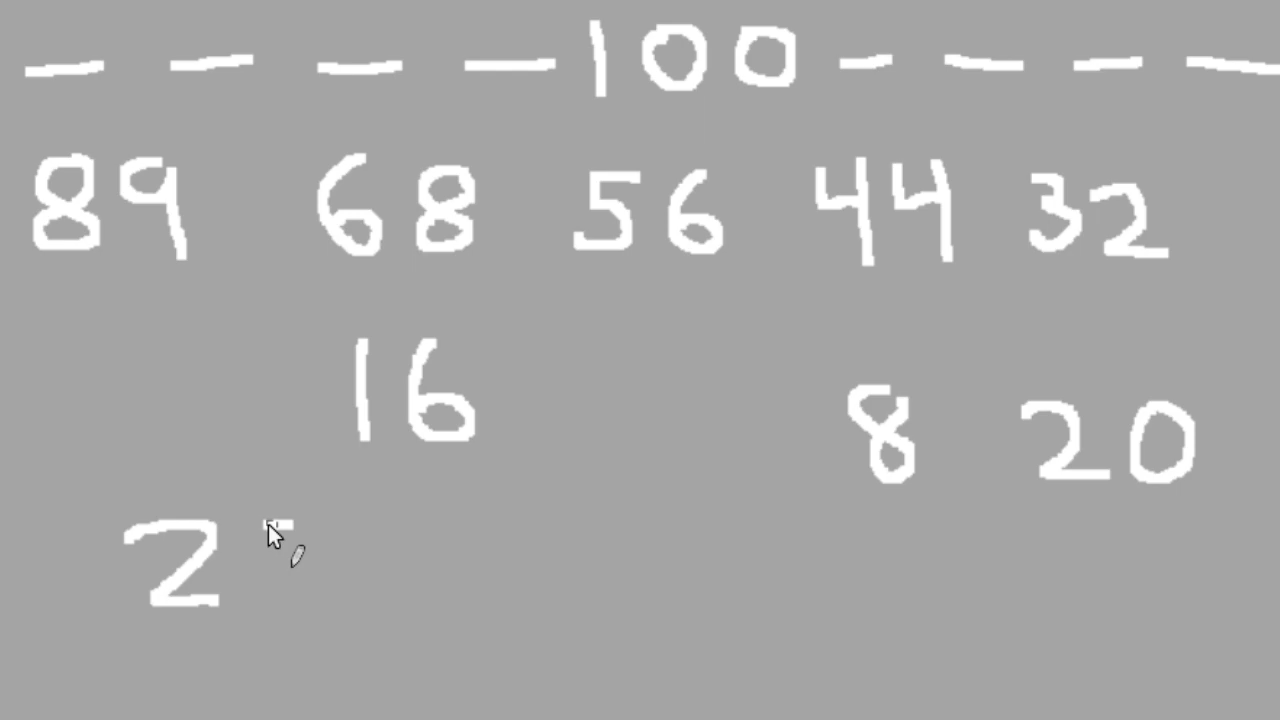 — — — — 100 — — — —
89 68 56 44 32
16 8 20
2